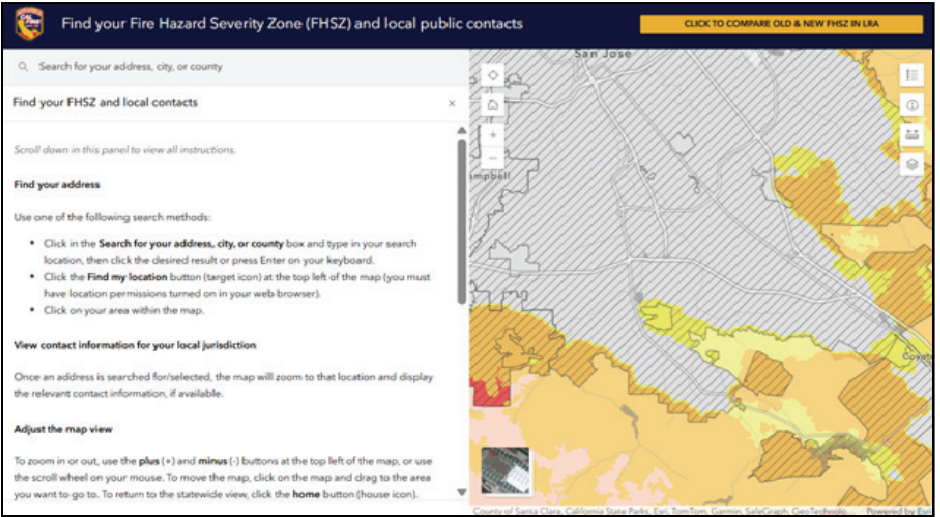 CAL FIRE
Find your Fire Hazard Severity Zone (FHSZ) and local public contacts
CLICK TO COMPARE OLD & NEW FHSZ IN LRA
Search for your address, city, or county
Find your FHSZ and local contacts
Scroll down in this panel to view all instructions.
Find your address
Use one of the following search methods:
• Click in the Search for your address, city, or county box and type in your search
location, then click the desired result or press Enter on your keyboard.
• Click the Find my location button (target icon) at the top left of the map (you must
have location permissions turned on in your web browser).
• Click on your area within the map.
View contact information for your local jurisdiction
Once an address is searched for/selected, the map will zoom to that location and display
the relevant contact information, if available.
Adjust the map view
To zoom in or out, use the plus (+) and minus (-) buttons at the top left of the map, or use
the scroll wheel on your mouse. To move the map, click on the map and drag to the area
you want to go to. To return to the statewide view, click the home button (house icon).
San Jose
ampbell
Coyote
County of Santa Clara, California State Parks, Esri, TomTom, Garmin, SafeGraph, GeoTechnolo... Powered by Esri